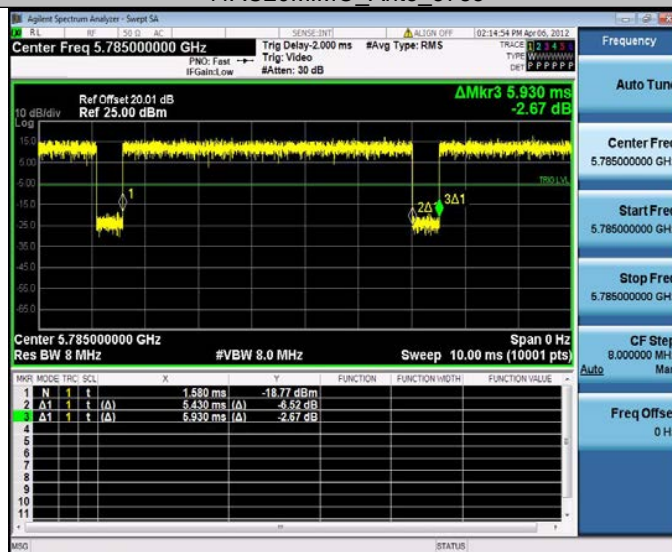 Agilent Spectrum Analyzer - Swept SA
RL RF 50 Ω AC SENSE:INT ALIGN OFF 02:14:54 PM Apr 06, 2012
Center Freq 5.785000000 GHz
PNO: Fast
IFGain:Low
Trig Delay-2.000 ms
Trig: Video
#Atten: 30 dB
#Avg Type: RMS
TRACE 1 2 3 4 5 6
TYPE WWWWWW
DET P P P P P P
Ref Offset 20.01 dB
10 dB/div Ref 25.00 dBm
Log
ΔMkr3 5.930 ms
-2.67 dB
15.0
5.00
-5.00
-15.0
-25.0
-35.0
-45.0
-55.0
-65.0
TRIG LVL
1
2Δ1
3Δ1
Center 5.785000000 GHz Span 0 Hz
Res BW 8 MHz #VBW 8.0 MHz Sweep 10.00 ms (10001 pts)
MKR MODE TRC SCL X Y FUNCTION FUNCTION WIDTH FUNCTION VALUE
1 N 1 t 1.580 ms -18.77 dBm
2 Δ1 1 t (Δ) 5.430 ms (Δ) -6.52 dB
3 Δ1 1 t (Δ) 5.930 ms (Δ) -2.67 dB
4
5
6
7
8
9
10
11
MSG STATUS
Frequency
Auto Tune
Center Freq
5.785000000 GHz
Start Freq
5.785000000 GHz
Stop Freq
5.785000000 GHz
CF Step
8.000000 MHz
Auto Man
Freq Offset
0 Hz